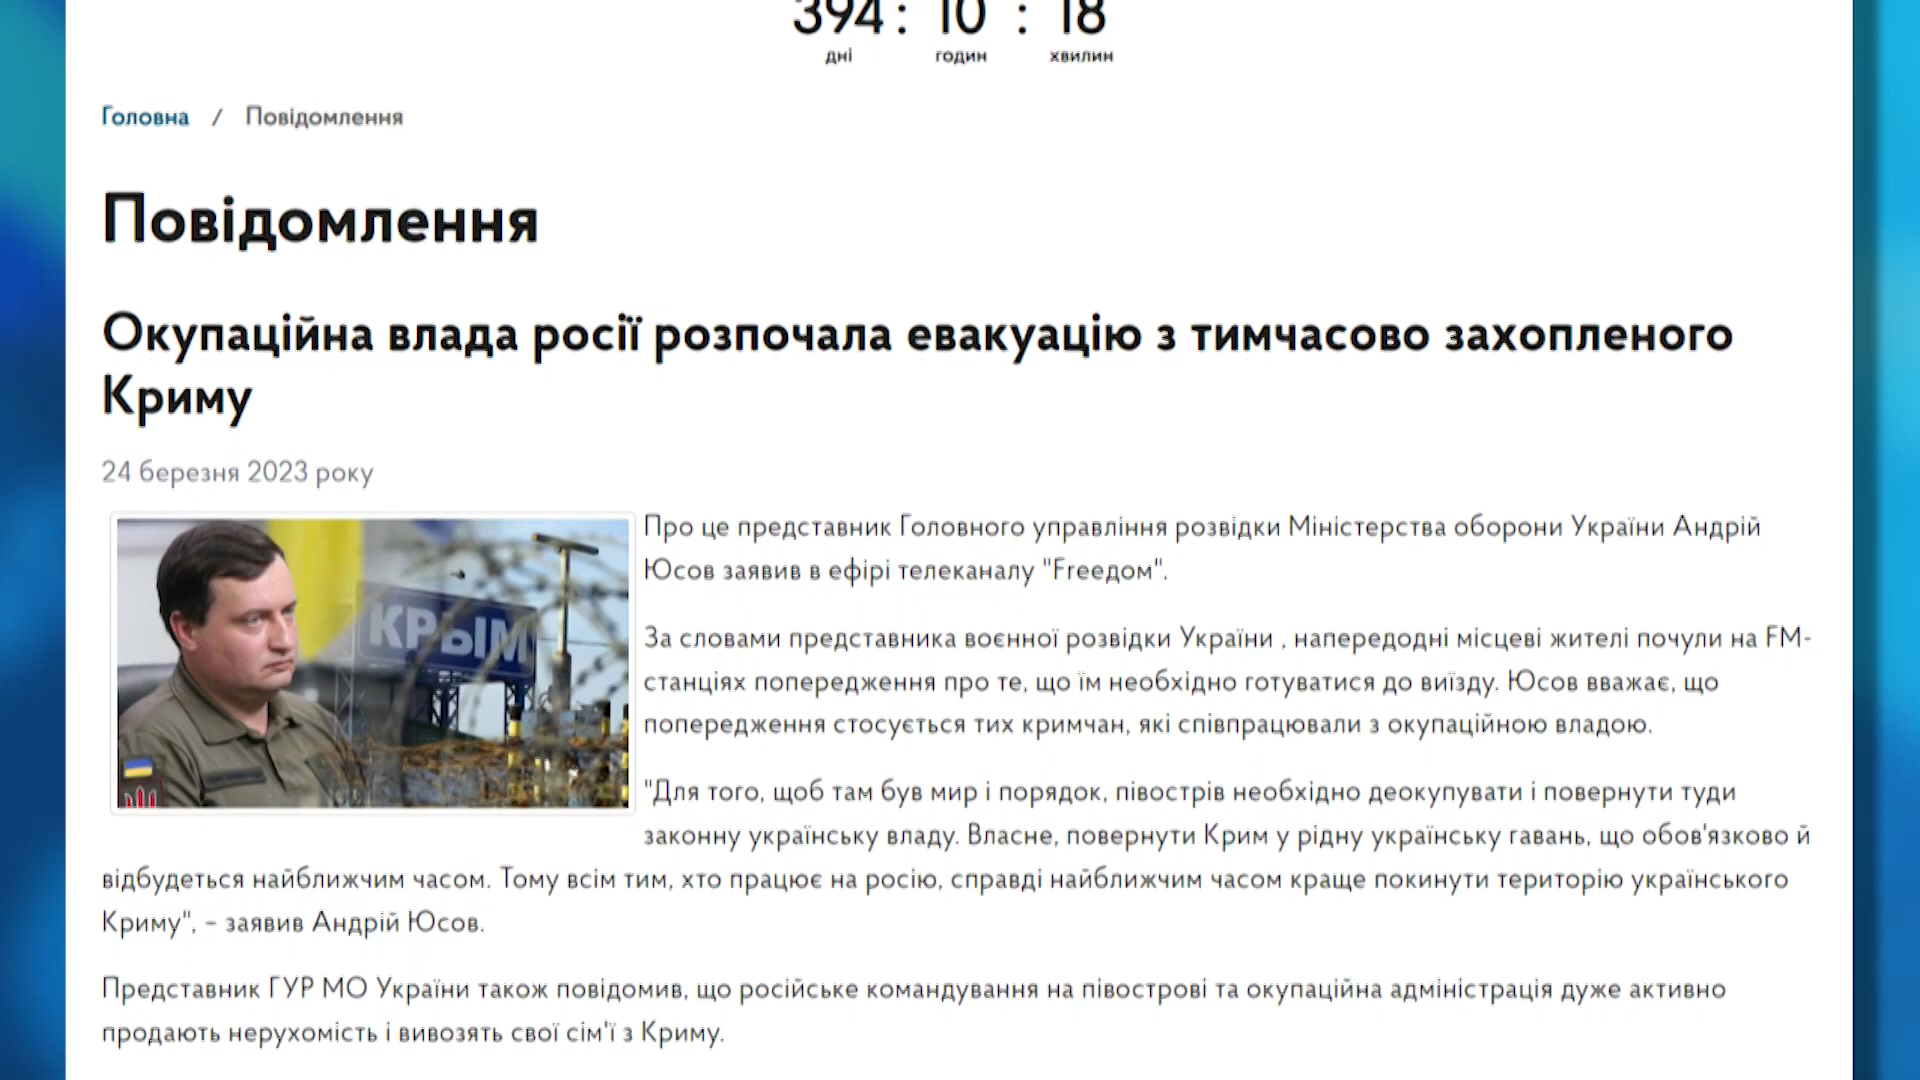 394 : 10 : 18
дні годин хвилин
Головна / Повідомлення
Повідомлення
Окупаційна влада росії розпочала евакуацію з тимчасово захопленого
Криму
24 березня 2023 року
КРЫМ
Про це представник Головного управління розвідки Міністерства оборони України Андрій
Юсов заявив в ефірі телеканалу "Freeдом".
За словами представника воєнної розвідки України , напередодні місцеві жителі почули на FM-
станціях попередження про те, що їм необхідно готуватися до виїзду. Юсов вважає, що
попередження стосується тих кримчан, які співпрацювали з окупаційною владою.
"Для того, щоб там був мир і порядок, півострів необхідно деокупувати і повернути туди
законну українську владу. Власне, повернути Крим у рідну українську гавань, що обов'язково й
відбудеться найближчим часом. Тому всім тим, хто працює на росію, справді найближчим часом краще покинути територію українського
Криму", – заявив Андрій Юсов.
Представник ГУР МО України також повідомив, що російське командування на півострові та окупаційна адміністрація дуже активно
продають нерухомість і вивозять свої сім'ї з Криму.